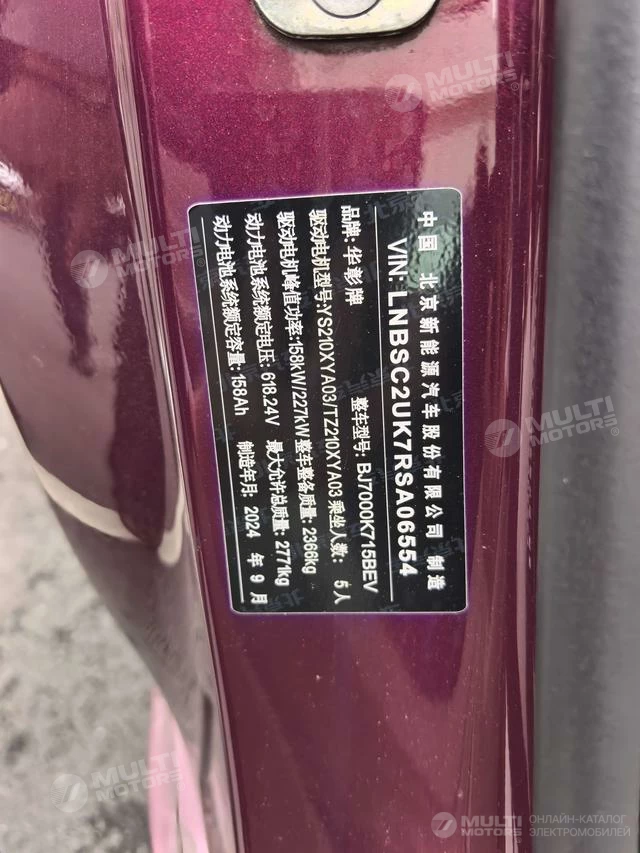 中国 北京新能源汽车股份有限公司 制造
VIN: LNBSC2UK7RSA06554
品牌: 华彰牌 整车型号: BJ7000K715BEV
驱动电机型号: YS210XYA03/TZ210XYA03 乘坐人数: 5人
驱动电机峰值功率: 158kW/227kW 整车整备质量: 2366kg
动力电池系统额定电压: 618.24V 最大允许总质量: 2771kg
动力电池系统额定容量: 158Ah 制造年月: 2024 年 9 月
MULTI MOTORS
MULTI MOTORS
MULTI MOTORS
MULTI MOTORS
MULTI MOTORS ОНЛАЙН-КАТАЛОГ ЭЛЕКТРОМОБИЛЕЙ